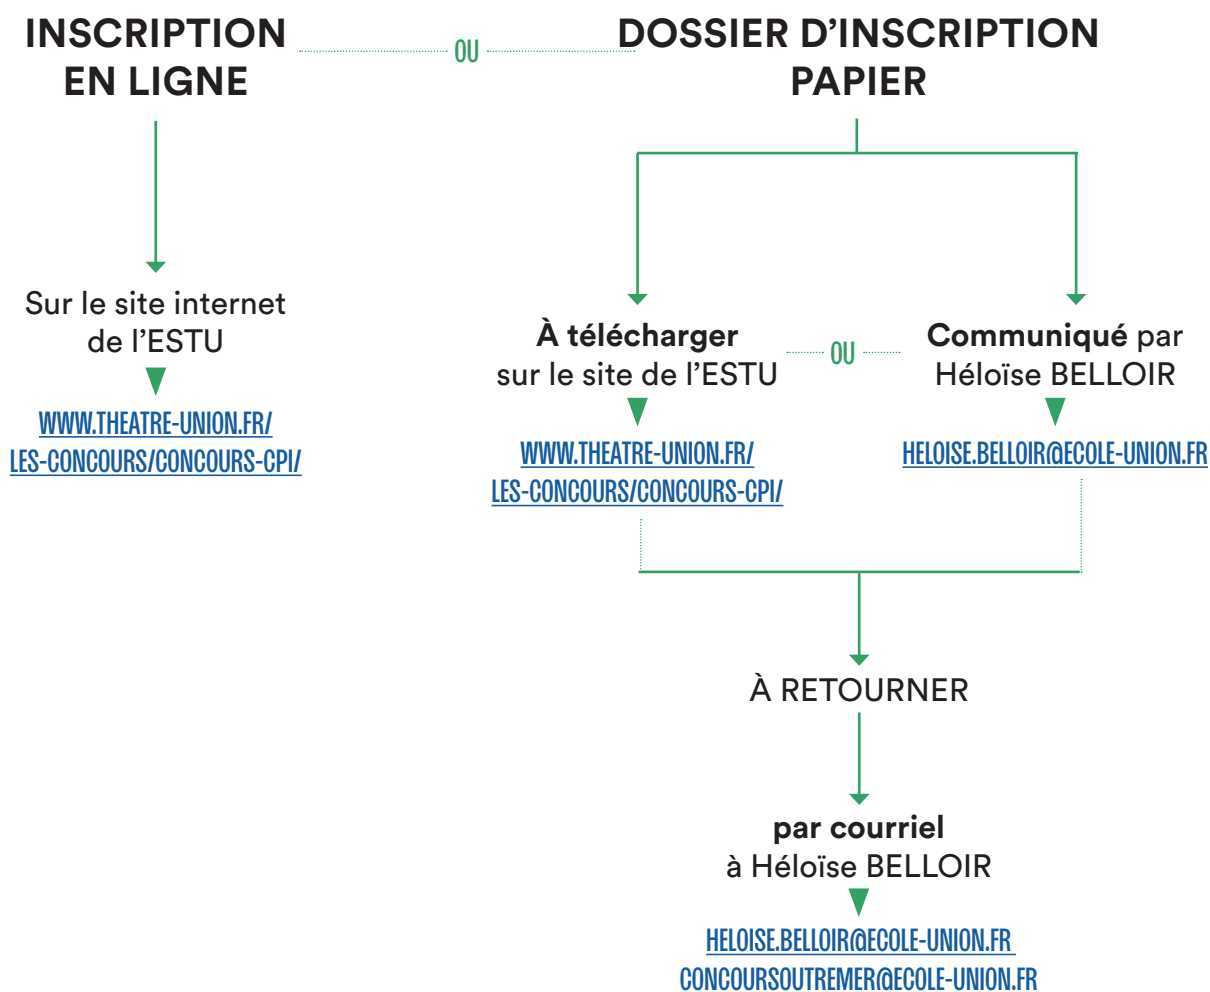 INSCRIPTION
EN LIGNE
OU
DOSSIER D'INSCRIPTION
PAPIER
Sur le site internet
de l'ESTU
WWW.THEATRE-UNION.FR/
LES-CONCOURS/CONCOURS-CPI/
À télécharger
sur le site de l'ESTU
WWW.THEATRE-UNION.FR/
LES-CONCOURS/CONCOURS-CPI/
OU
Communiqué par
Héloïse BELLOIR
HELOISE.BELLOIR@ECOLE-UNION.FR
À RETOURNER
par courriel
à Héloïse BELLOIR
HELOISE.BELLOIR@ECOLE-UNION.FR
CONCOURSOUTREMER@ECOLE-UNION.FR